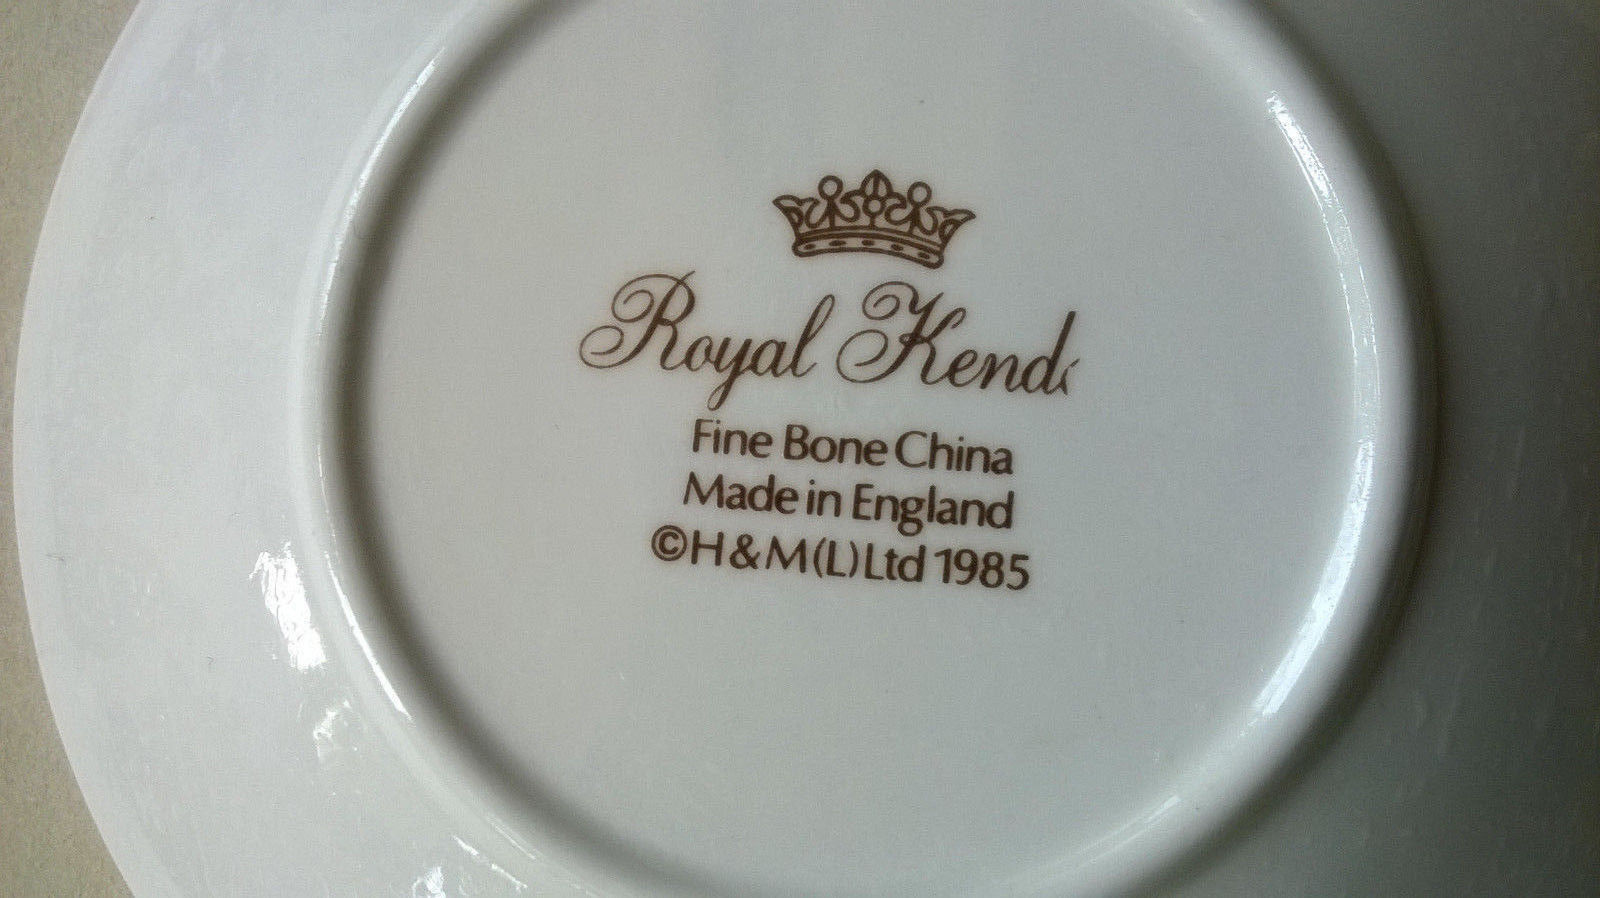 Royal Kend
Fine Bone China
Made in England
©H&M(L)Ltd 1985